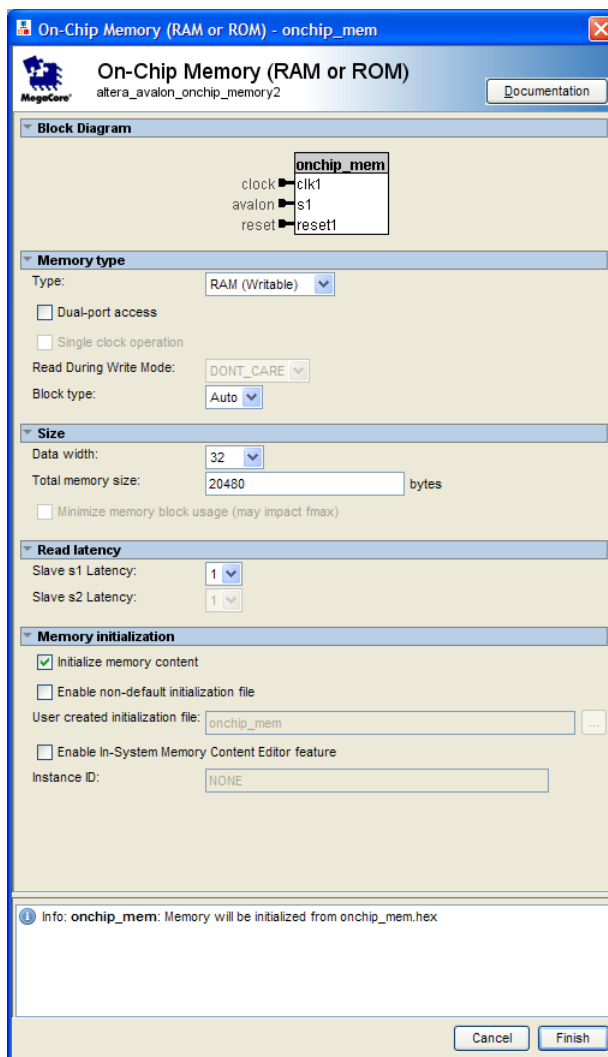 On-Chip Memory (RAM or ROM) - onchip_mem
MegaCore®
On-Chip Memory (RAM or ROM)
altera_avalon_onchip_memory2
Documentation
Block Diagram
onchip_mem
clock clk1
avalon s1
reset reset1
Memory type
Type: RAM (Writable)
Dual-port access
Single clock operation
Read During Write Mode: DONT_CARE
Block type: Auto
Size
Data width: 32
Total memory size: 20480 bytes
Minimize memory block usage (may impact fmax)
Read latency
Slave s1 Latency: 1
Slave s2 Latency: 1
Memory initialization
Initialize memory content
Enable non-default initialization file
User created initialization file: onchip_mem ...
Enable In-System Memory Content Editor feature
Instance ID: NONE
Info: onchip_mem: Memory will be initialized from onchip_mem.hex
Cancel Finish